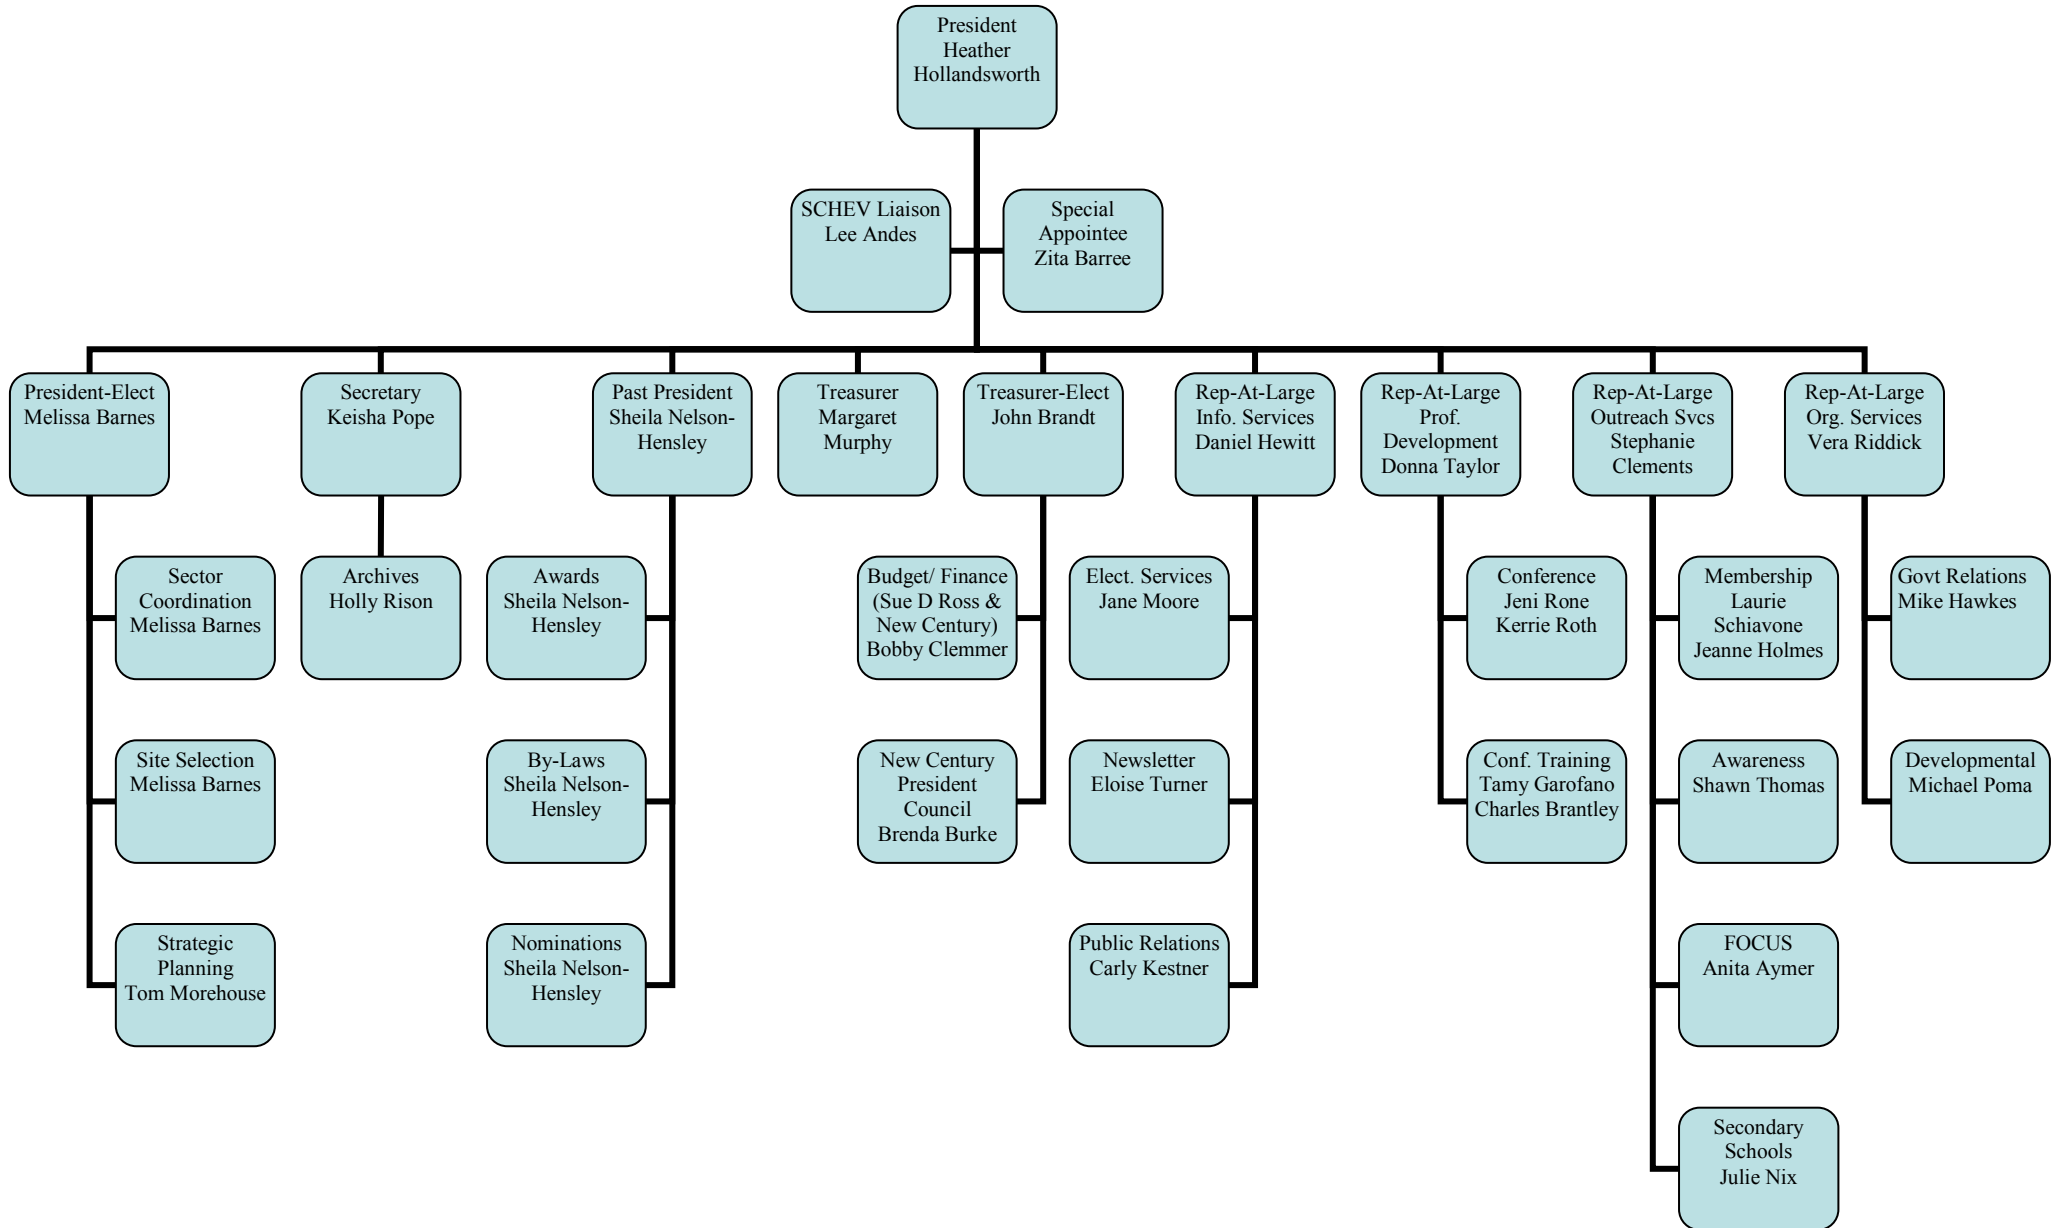 President
Heather
Hollandsworth
SCHEV Liaison
Lee Andes
Special
Appointee
Zita Barree
President-Elect
Melissa Barnes
Secretary
Keisha Pope
Past President
Sheila Nelson-
Hensley
Treasurer
Margaret
Murphy
Treasurer-Elect
John Brandt
Rep-At-Large
Info. Services
Daniel Hewitt
Rep-At-Large
Prof.
Development
Donna Taylor
Rep-At-Large
Outreach Svcs
Stephanie
Clements
Rep-At-Large
Org. Services
Vera Riddick
Sector
Coordination
Melissa Barnes
Archives
Holly Rison
Awards
Sheila Nelson-
Hensley
Budget/ Finance
(Sue D Ross &
New Century)
Bobby Clemmer
Elect. Services
Jane Moore
Conference
Jeni Rone
Kerrie Roth
Membership
Laurie
Schiavone
Jeanne Holmes
Govt Relations
Mike Hawkes
Site Selection
Melissa Barnes
By-Laws
Sheila Nelson-
Hensley
New Century
President
Council
Brenda Burke
Newsletter
Eloise Turner
Conf. Training
Tamy Garofano
Charles Brantley
Awareness
Shawn Thomas
Developmental
Michael Poma
Strategic
Planning
Tom Morehouse
Nominations
Sheila Nelson-
Hensley
Public Relations
Carly Kestner
FOCUS
Anita Aymer
Secondary
Schools
Julie Nix